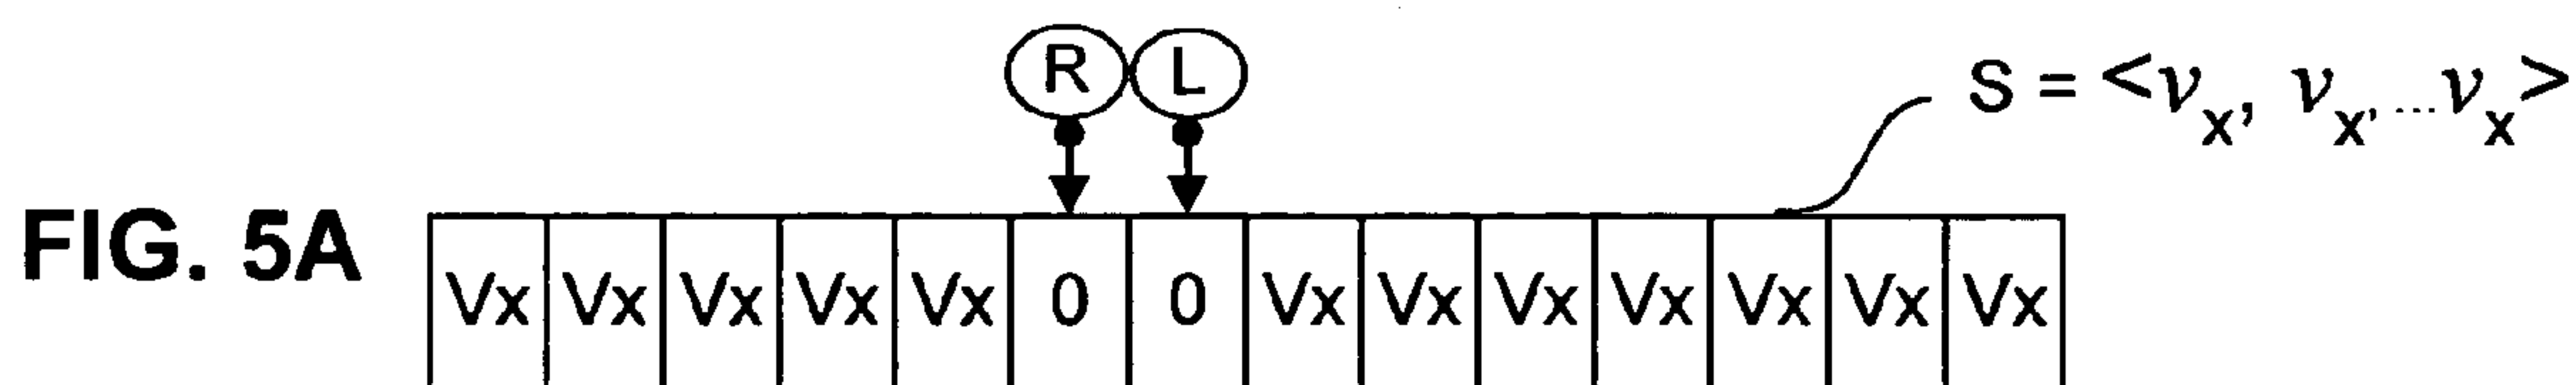 R L
S = <vx, vx, ...vx>
FIG. 5A
Vx Vx Vx Vx Vx 0 0 Vx Vx Vx Vx Vx Vx Vx